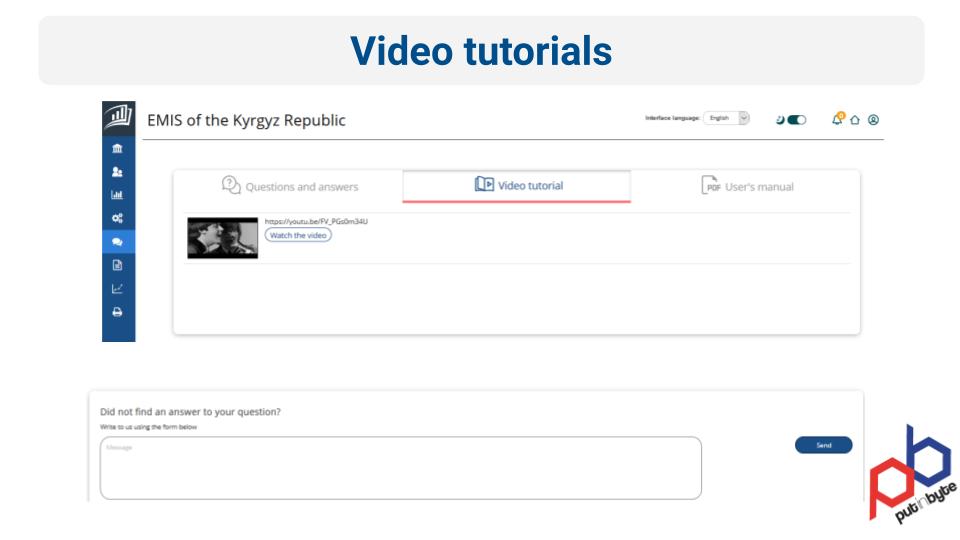 Video tutorials
EMIS of the Kyrgyz Republic
Interface language: English
0
Questions and answers
Video tutorial
PDF User's manual
https://youtu.be/FV_PGs0m34U
Watch the video
Did not find an answer to your question?
Write to us using the form below
Message
Send
putinbyte